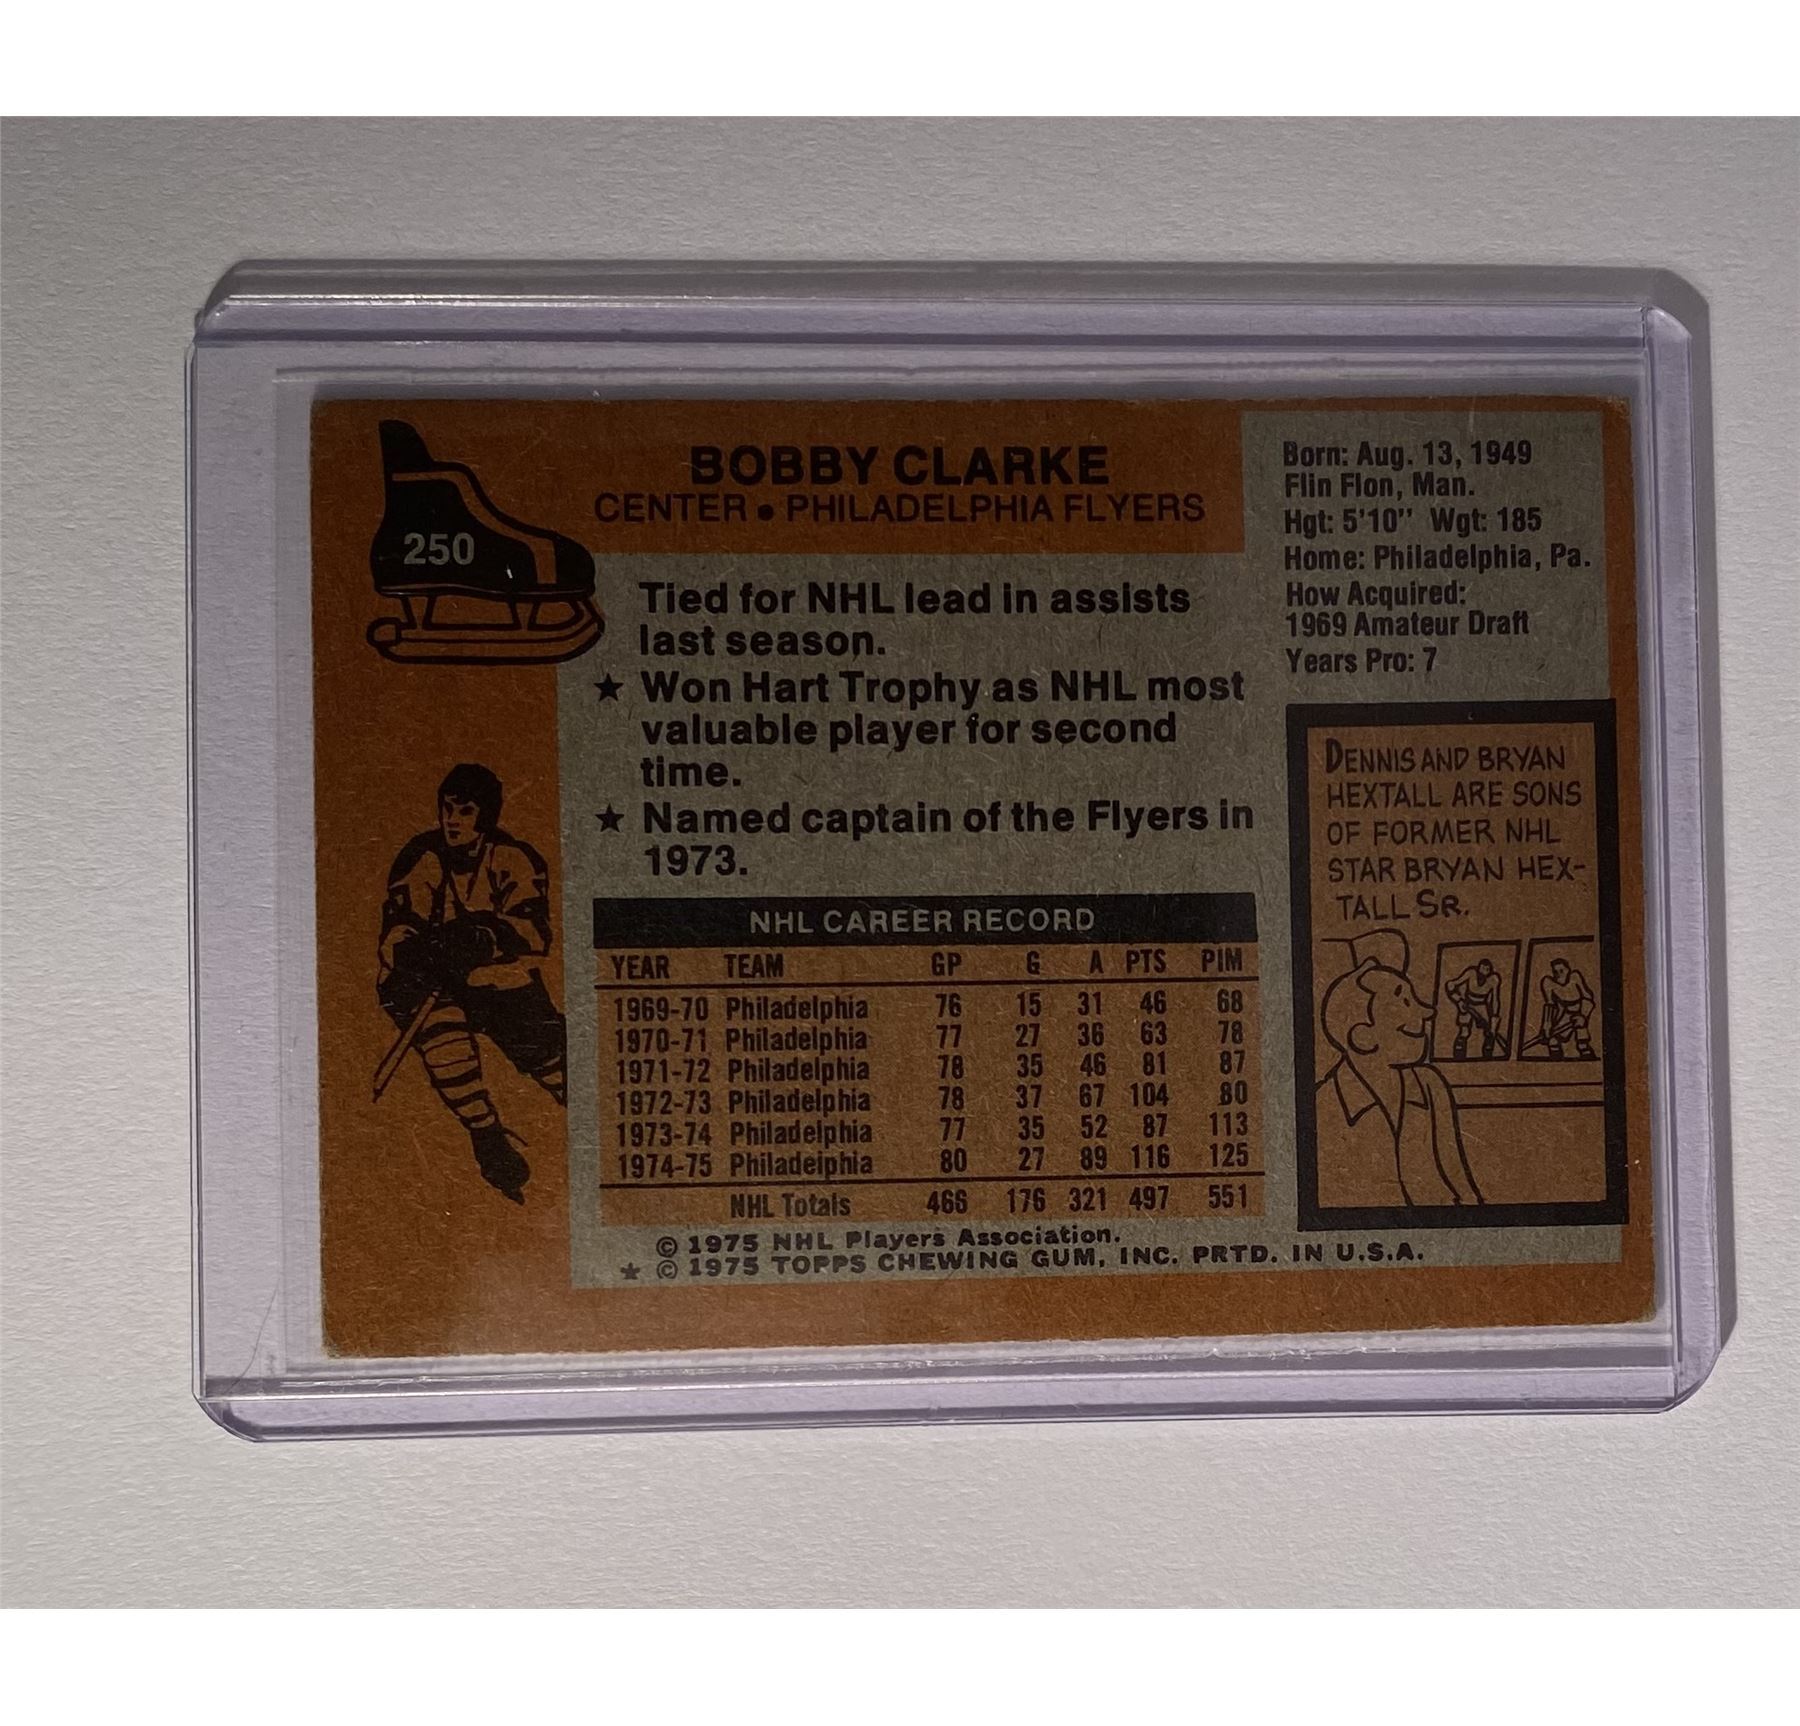 250
BOBBY CLARKE
CENTER • PHILADELPHIA FLYERS
Tied for NHL lead in assists
last season.
★ Won Hart Trophy as NHL most
valuable player for second
time.
★ Named captain of the Flyers in
1973.
NHL CAREER RECORD
YEAR TEAM GP G A PTS PIM
1969-70 Philadelphia 76 15 31 46 68
1970-71 Philadelphia 77 27 36 63 78
1971-72 Philadelphia 78 35 46 81 87
1972-73 Philadelphia 78 37 67 104 80
1973-74 Philadelphia 77 35 52 87 113
1974-75 Philadelphia 80 27 89 116 125
NHL Totals 466 176 321 497 551
© 1975 NHL Players Association.
★ © 1975 TOPPS CHEWING GUM, INC. PRTD. IN U.S.A.
Born: Aug. 13, 1949
Flin Flon, Man.
Hgt: 5'10" Wgt: 185
Home: Philadelphia, Pa.
How Acquired:
1969 Amateur Draft
Years Pro: 7
DENNIS AND BRYAN
HEXTALL ARE SONS
OF FORMER NHL
STAR BRYAN HEX-
TALL SR.